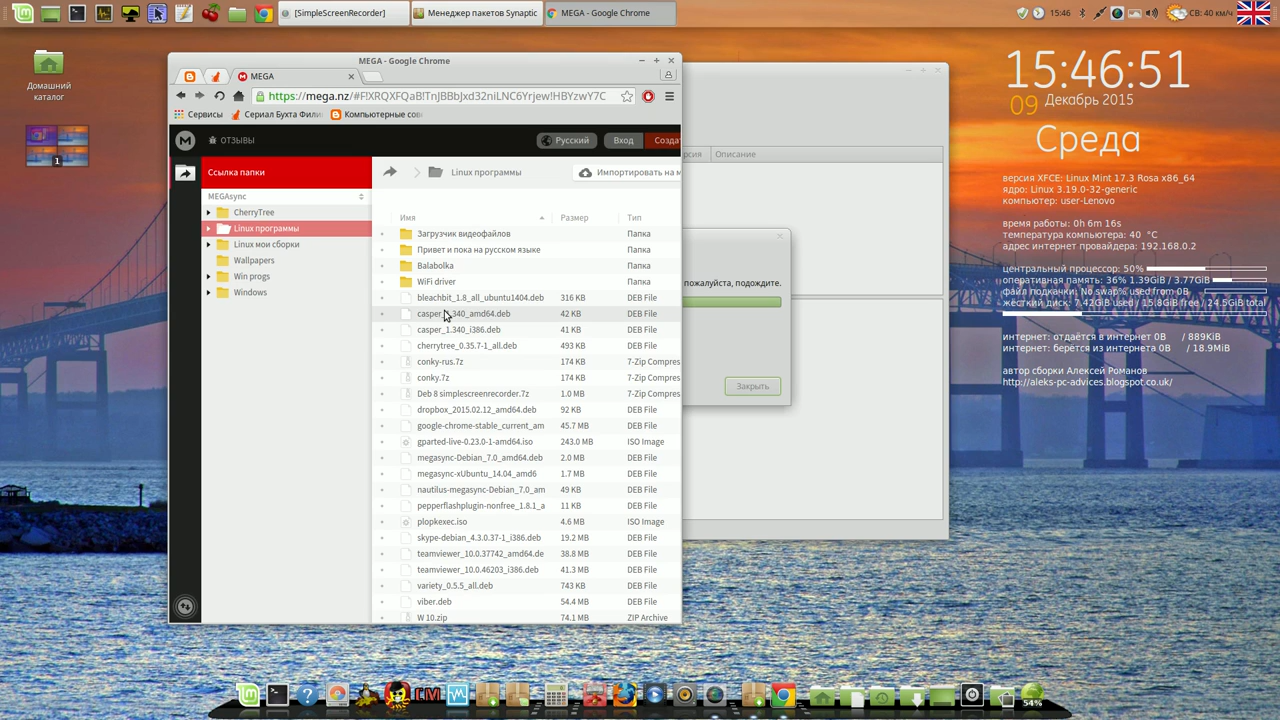 [SimpleScreenRecorder]
Менеджер пакетов Synaptic
MEGA - Google Chrome
15:46
СВ: 40 км/ч
Домашний
каталог
1
MEGA - Google Chrome
MEGA
https://mega.nz/#F!XRQXFQaB!TnJBBbJxd32niLNC6Yrjew!HBYzwY7C
Сервисы
Сериал Бухта Фили
Компьютерные сов
ОТЗЫВЫ
Русский
Вход
Созда
Ссылка папки
Linux программы
Импортировать на м
MEGAsync
CherryTree
Linux программы
Linux мои сборки
Wallpapers
Win progs
Windows
Имя Размер Тип
Загрузчик видеофайлов Папка
Привет и пока на русском языке Папка
Balabolka Папка
WiFi driver Папка
bleachbit_1.8_all_ubuntu1404.deb 316 KB DEB File
casper_1.340_amd64.deb 42 KB DEB File
casper_1.340_i386.deb 41 KB DEB File
cherrytree_0.35.7-1_all.deb 493 KB DEB File
conky-rus.7z 174 KB 7-Zip Compres
conky.7z 174 KB 7-Zip Compres
Deb 8 simplescreenrecorder.7z 1.0 MB 7-Zip Compres
dropbox_2015.02.12_amd64.deb 92 KB DEB File
google-chrome-stable_current_am 45.7 MB DEB File
gparted-live-0.23.0-1-amd64.iso 243.0 MB ISO Image
megasync-Debian_7.0_amd64.deb 2.0 MB DEB File
megasync-xUbuntu_14.04_amd6 1.7 MB DEB File
nautilus-megasync-Debian_7.0_am 49 KB DEB File
pepperflashplugin-nonfree_1.8.1_a 11 KB DEB File
plopkexec.iso 4.6 MB ISO Image
skype-debian_4.3.0.37-1_i386.deb 19.2 MB DEB File
teamviewer_10.0.37742_amd64.de 38.8 MB DEB File
teamviewer_10.0.46203_i386.deb 41.3 MB DEB File
variety_0.5.5_all.deb 743 KB DEB File
viber.deb 54.4 MB DEB File
W 10.zip 74.1 MB ZIP Archive
рсия Описание
пожалуйста, подождите.
Закрыть
15:46:51
09 Декабрь 2015
Среда
версия XFCE: Linux Mint 17.3 Rosa x86_64
ядро: Linux 3.19.0-32-generic
компьютер: user-Lenovo
время работы: 0h 6m 16s
температура компьютера: 40 °C
адрес интернет провайдера: 192.168.0.2
центральный процессор: 50%
оперативная память: 36% 1.39GiB / 3.77GiB
файл подкачки: No swap% used from 0B
жёсткий диск: 7.42GiB used / 15.8GiB free / 24.5GiB total
интернет: отдаётся в интернет 0B / 889KiB
интернет: берётся из интернета 0B / 18.9MiB
автор сборки Алексей Романов
http://aleks-pc-advices.blogspot.co.uk/
54%